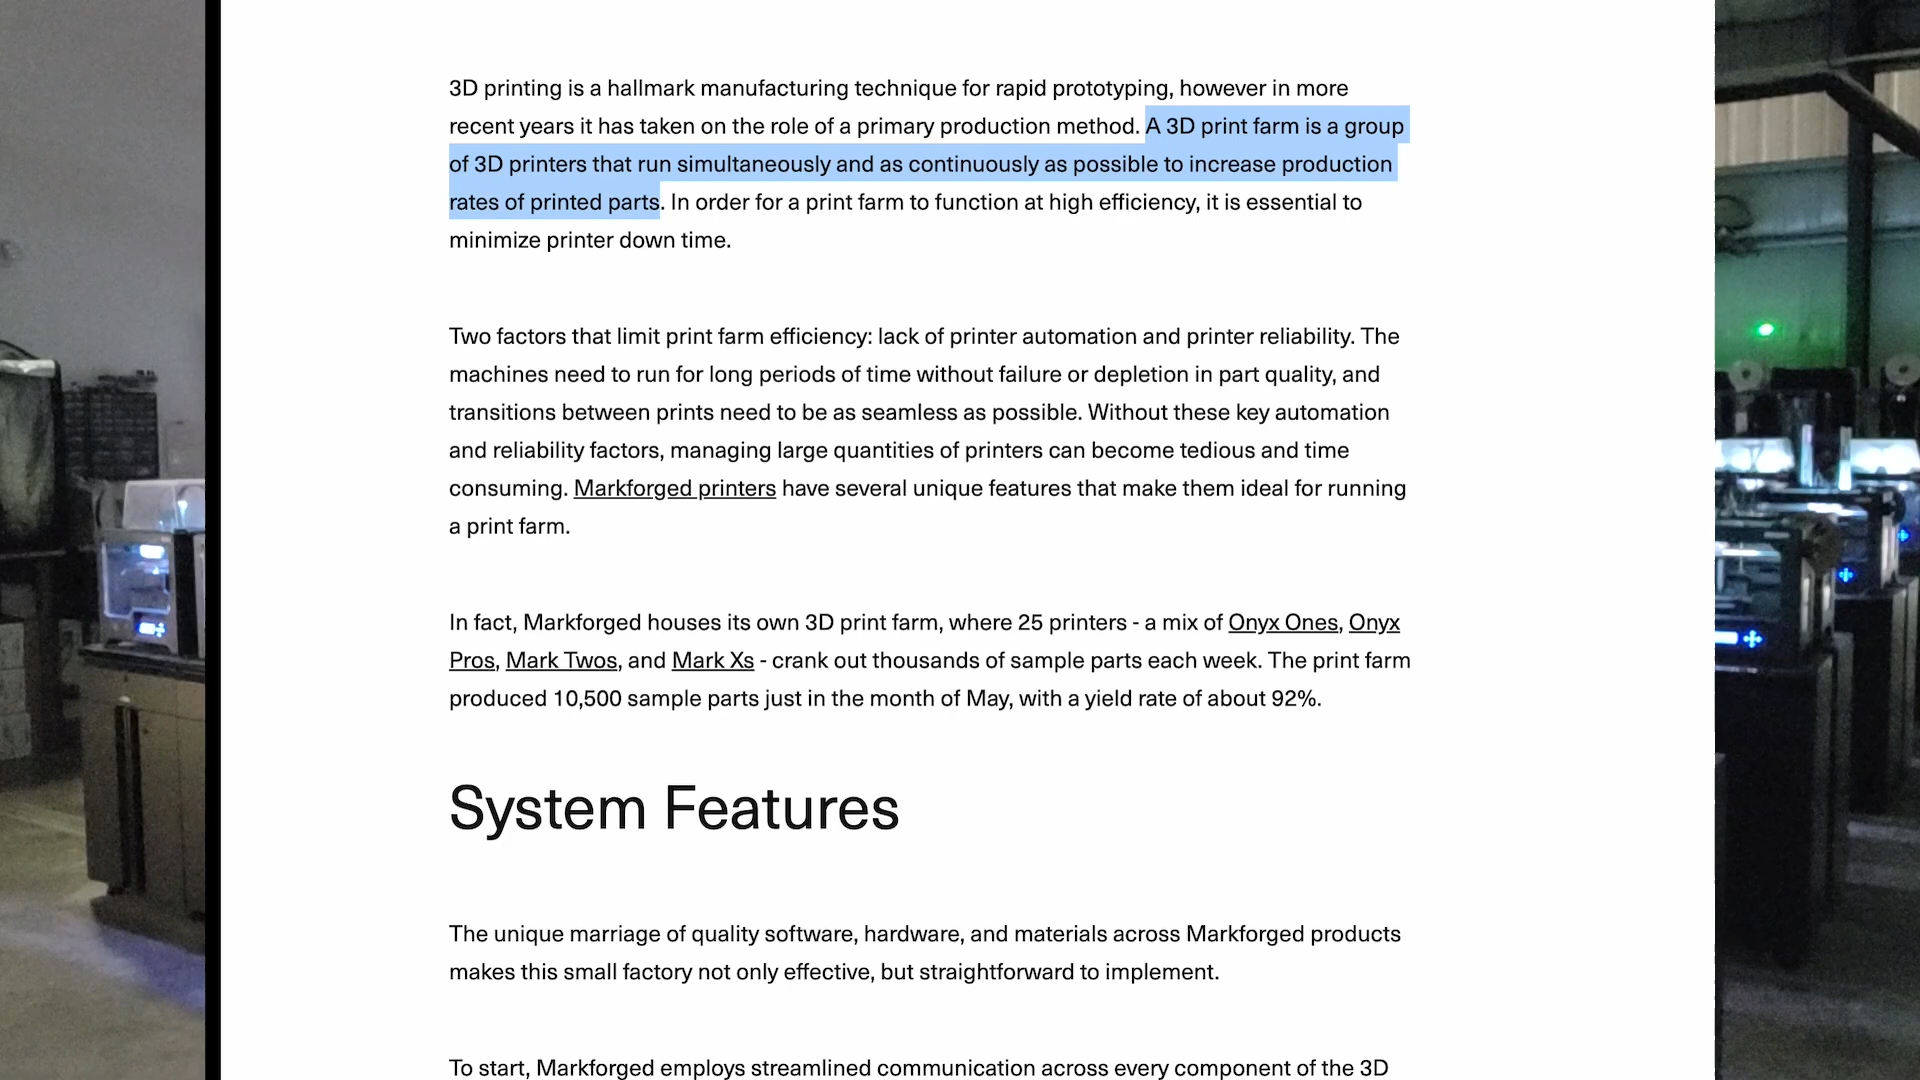 3D printing is a hallmark manufacturing technique for rapid prototyping, however in more
recent years it has taken on the role of a primary production method. A 3D print farm is a group
of 3D printers that run simultaneously and as continuously as possible to increase production
rates of printed parts. In order for a print farm to function at high efficiency, it is essential to
minimize printer down time.
Two factors that limit print farm efficiency: lack of printer automation and printer reliability. The
machines need to run for long periods of time without failure or depletion in part quality, and
transitions between prints need to be as seamless as possible. Without these key automation
and reliability factors, managing large quantities of printers can become tedious and time
consuming. Markforged printers have several unique features that make them ideal for running
a print farm.
In fact, Markforged houses its own 3D print farm, where 25 printers - a mix of Onyx Ones, Onyx
Pros, Mark Twos, and Mark Xs - crank out thousands of sample parts each week. The print farm
produced 10,500 sample parts just in the month of May, with a yield rate of about 92%.
System Features
The unique marriage of quality software, hardware, and materials across Markforged products
makes this small factory not only effective, but straightforward to implement.
To start, Markforged employs streamlined communication across every component of the 3D